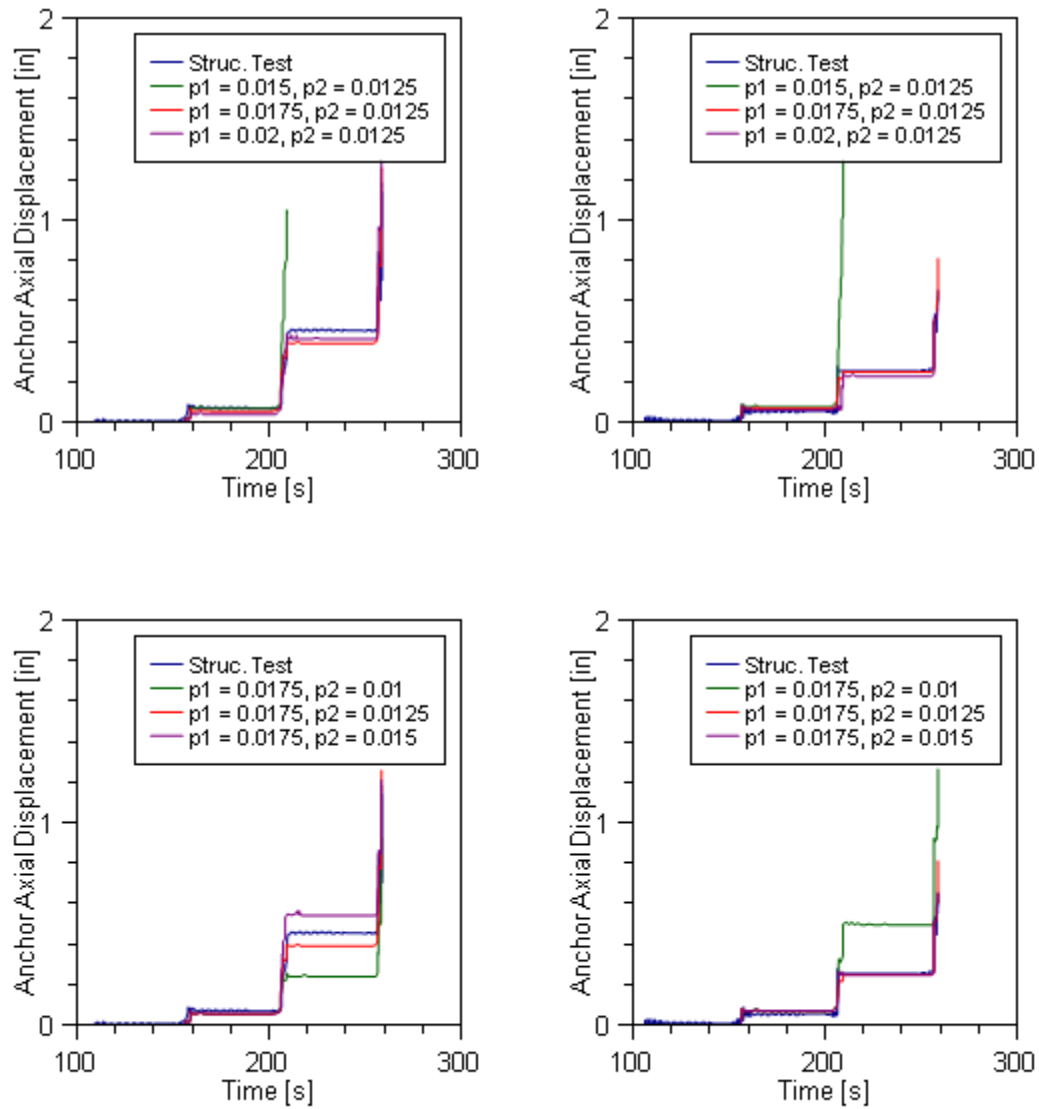 2
1
0
Anchor Axial Displacement [in]
Struc. Test
p1 = 0.015, p2 = 0.0125
p1 = 0.0175, p2 = 0.0125
p1 = 0.02, p2 = 0.0125
100 200 300
Time [s]
2
1
0
Anchor Axial Displacement [in]
Struc. Test
p1 = 0.015, p2 = 0.0125
p1 = 0.0175, p2 = 0.0125
p1 = 0.02, p2 = 0.0125
100 200 300
Time [s]
2
1
0
Anchor Axial Displacement [in]
Struc. Test
p1 = 0.0175, p2 = 0.01
p1 = 0.0175, p2 = 0.0125
p1 = 0.0175, p2 = 0.015
100 200 300
Time [s]
2
1
0
Anchor Axial Displacement [in]
Struc. Test
p1 = 0.0175, p2 = 0.01
p1 = 0.0175, p2 = 0.0125
p1 = 0.0175, p2 = 0.015
100 200 300
Time [s]